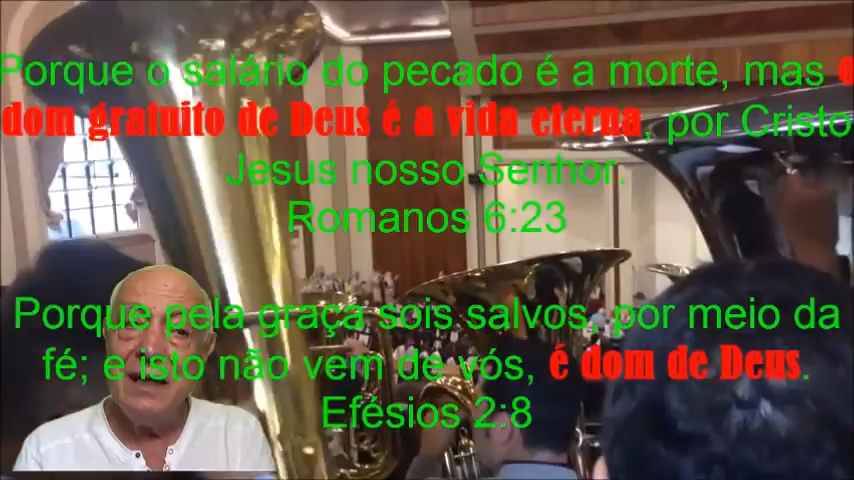 Porque o salário do pecado é a morte, mas o
dom gratuito de Deus é a vida eterna, por Cristo
Jesus nosso Senhor.
Romanos 6:23
Porque pela graça sois salvos, por meio da
fé; e isto não vem de vós, é dom de Deus.
Efésios 2:8